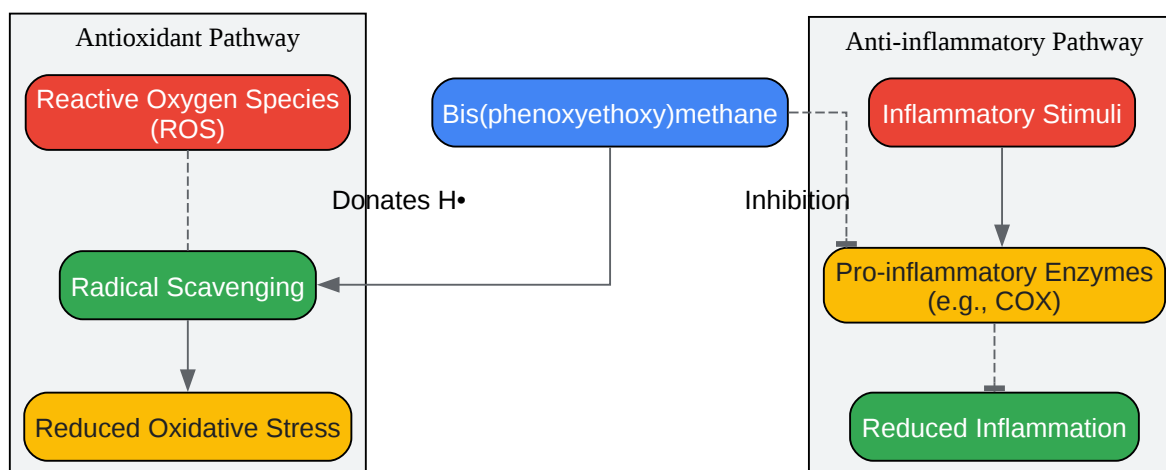 Antioxidant Pathway
Reactive Oxygen Species
(ROS)
Donates H•
Radical Scavenging
Reduced Oxidative Stress
Bis(phenoxyethoxy)methane
Anti-inflammatory Pathway
Inflammatory Stimuli
Inhibition
Pro-inflammatory Enzymes
(e.g., COX)
Reduced Inflammation